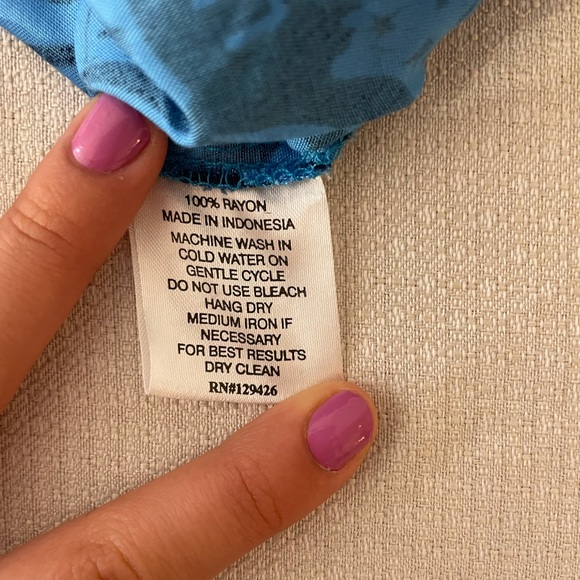 100% RAYON
MADE IN INDONESIA
MACHINE WASH IN
COLD WATER ON
GENTLE CYCLE
DO NOT USE BLEACH
HANG DRY
MEDIUM IRON IF
NECESSARY
FOR BEST RESULTS
DRY CLEAN
RN#129426